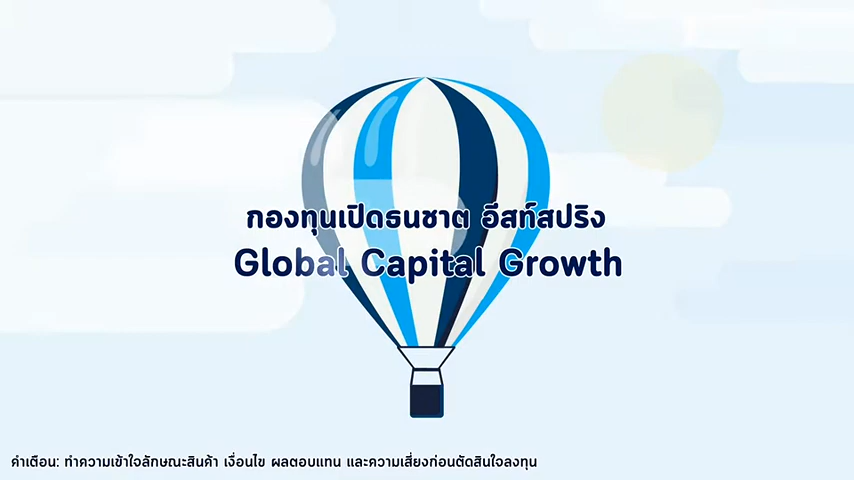 กองทุนเปิดธนชาต อีสท์สปริง
Global Capital Growth
คำเตือน: ทำความเข้าใจลักษณะสินค้า เงื่อนไข ผลตอบแทน และความเสี่ยงก่อนตัดสินใจลงทุน